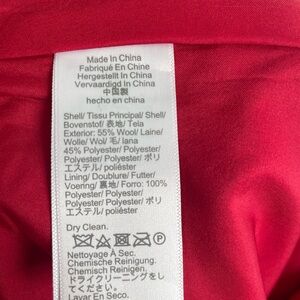 Made In China
Fabriqué En Chine
Hergestellt In China
Vervaardigd In China
中国製
hecho en china
Shell/ Tissu Principal/ Shell/
Bovenstof/ 表地/ Tela
Exterior: 55% Wool/ Laine/
Wolle/ Wol/ 毛/ lana
45% Polyester/ Polyester/
Polyester/ Polyester/ ポリ
エステル/ poliéster
Lining/ Doublure/ Futter/
Voering/ 裏地/ Forro: 100%
Polyester/ Polyester/
Polyester/ Polyester/ ポリ
エステル/ poliéster
Dry Clean.
P
Nettoyage À Sec.
Chemische Reinigung.
Chemisch Reinigen.
ドライクリーニングをし
てください。
Lavar En Seco.